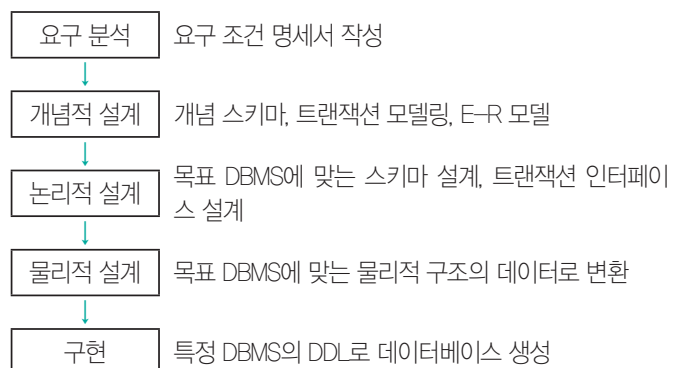 요구 분석 요구 조건 명세서 작성
개념적 설계 개념 스키마, 트랜잭션 모델링, E-R 모델
논리적 설계 목표 DBMS에 맞는 스키마 설계, 트랜잭션 인터페이
스 설계
물리적 설계 목표 DBMS에 맞는 물리적 구조의 데이터로 변환
구현 특정 DBMS의 DDL로 데이터베이스 생성